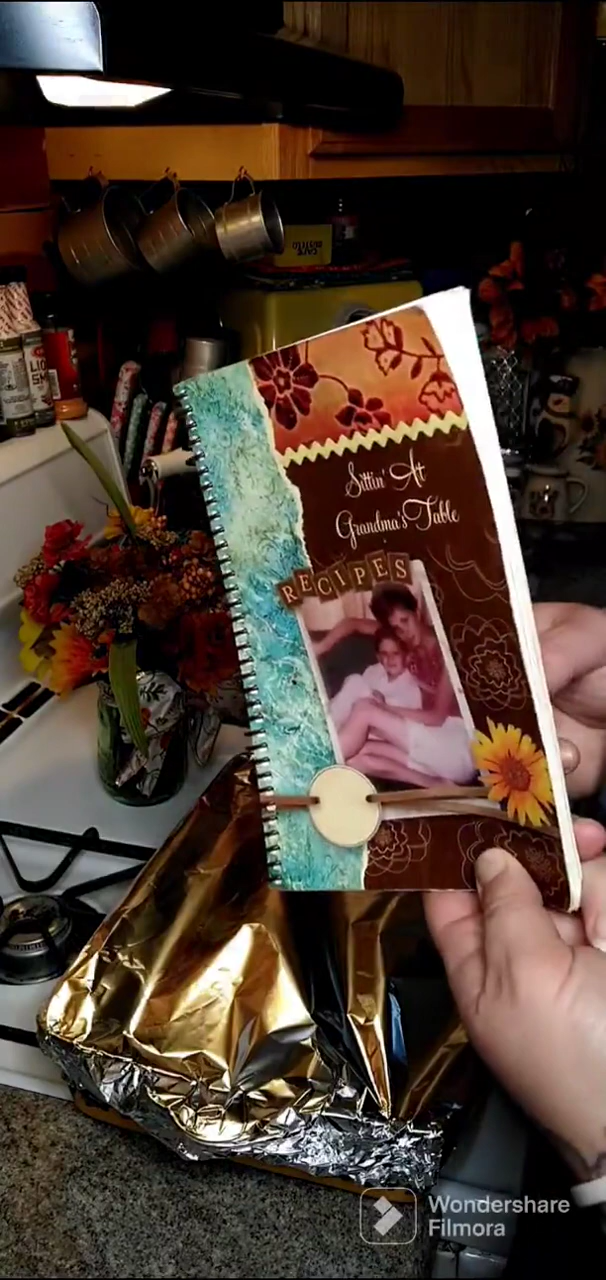 Sittin' At
Grandma's Table
RECIPES
Wondershare
Filmora